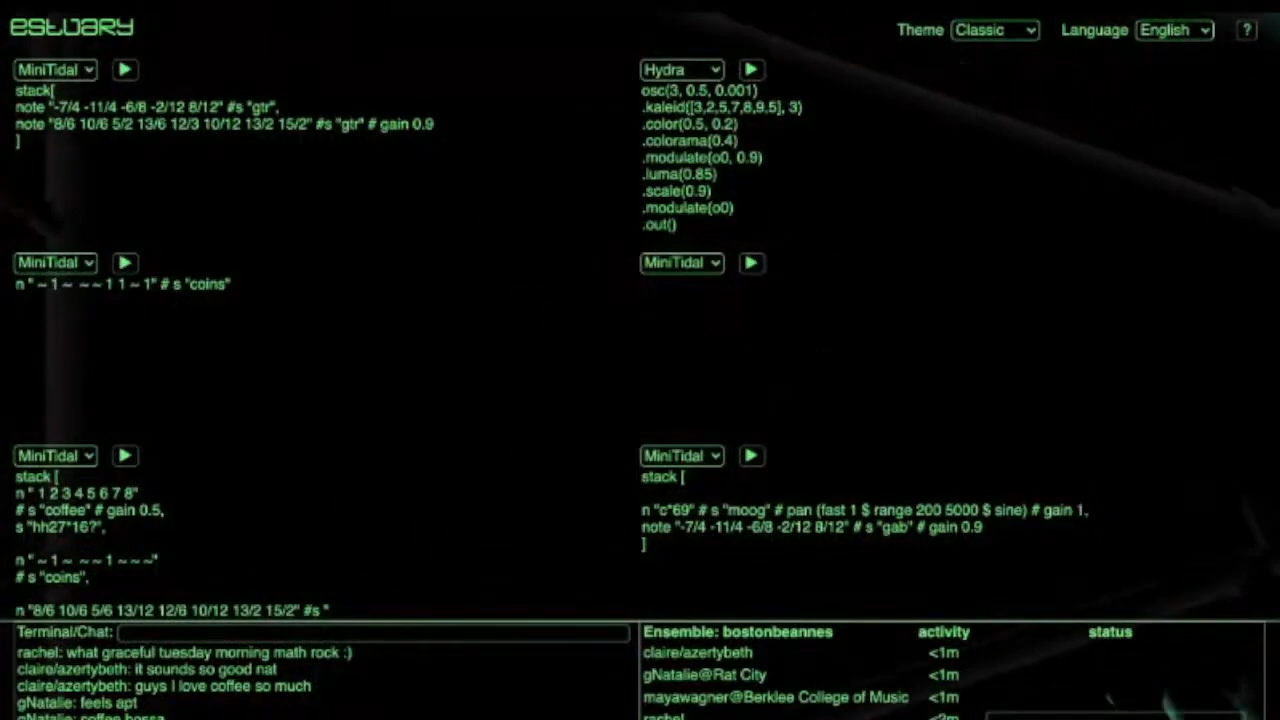 estuary
Theme Classic Language English ?
MiniTidal
stack[
note "-7/4 -11/4 -6/8 -2/12 8/12" #s "gtr",
note "8/6 10/6 5/2 13/6 12/3 10/12 13/2 15/2" #s "gtr" # gain 0.9
]
Hydra
osc(3, 0.5, 0.001)
.kaleid([3,2,5,7,8,9,5], 3)
.color(0.5, 0.2)
.colorama(0.4)
.modulate(o0, 0.9)
.luma(0.85)
.scale(0.9)
.modulate(o0)
.out()
MiniTidal
n " ~ 1 ~  ~ ~ 1 1 ~ 1" # s "coins"
MiniTidal
MiniTidal
stack [
n " 1 2 3 4 5 6 7 8"
# s "coffee" # gain 0.5,
s "hh27*16?",
n " ~ 1 ~  ~ ~ 1 ~ ~ ~"
# s "coins",
n "8/6 10/6 5/6 13/12 12/6 10/12 13/2 15/2" #s "
MiniTidal
stack [
n "c*69" # s "moog" # pan (fast 1 $ range 200 5000 $ sine) # gain 1,
note "-7/4 -11/4 -6/8 -2/12 8/12" # s "gab" # gain 0.9
]
Terminal/Chat:
rachel: what graceful tuesday morning math rock :)
claire/azertybeth: it sounds so good nat
claire/azertybeth: guys I love coffee so much
gNatalie: feels apt
gNatalie: coffee bossa
Ensemble: bostonbeannes activity status
claire/azertybeth <1m
gNatalie@Rat City <1m
mayawagner@Berklee College of Music <1m
rachel <2m